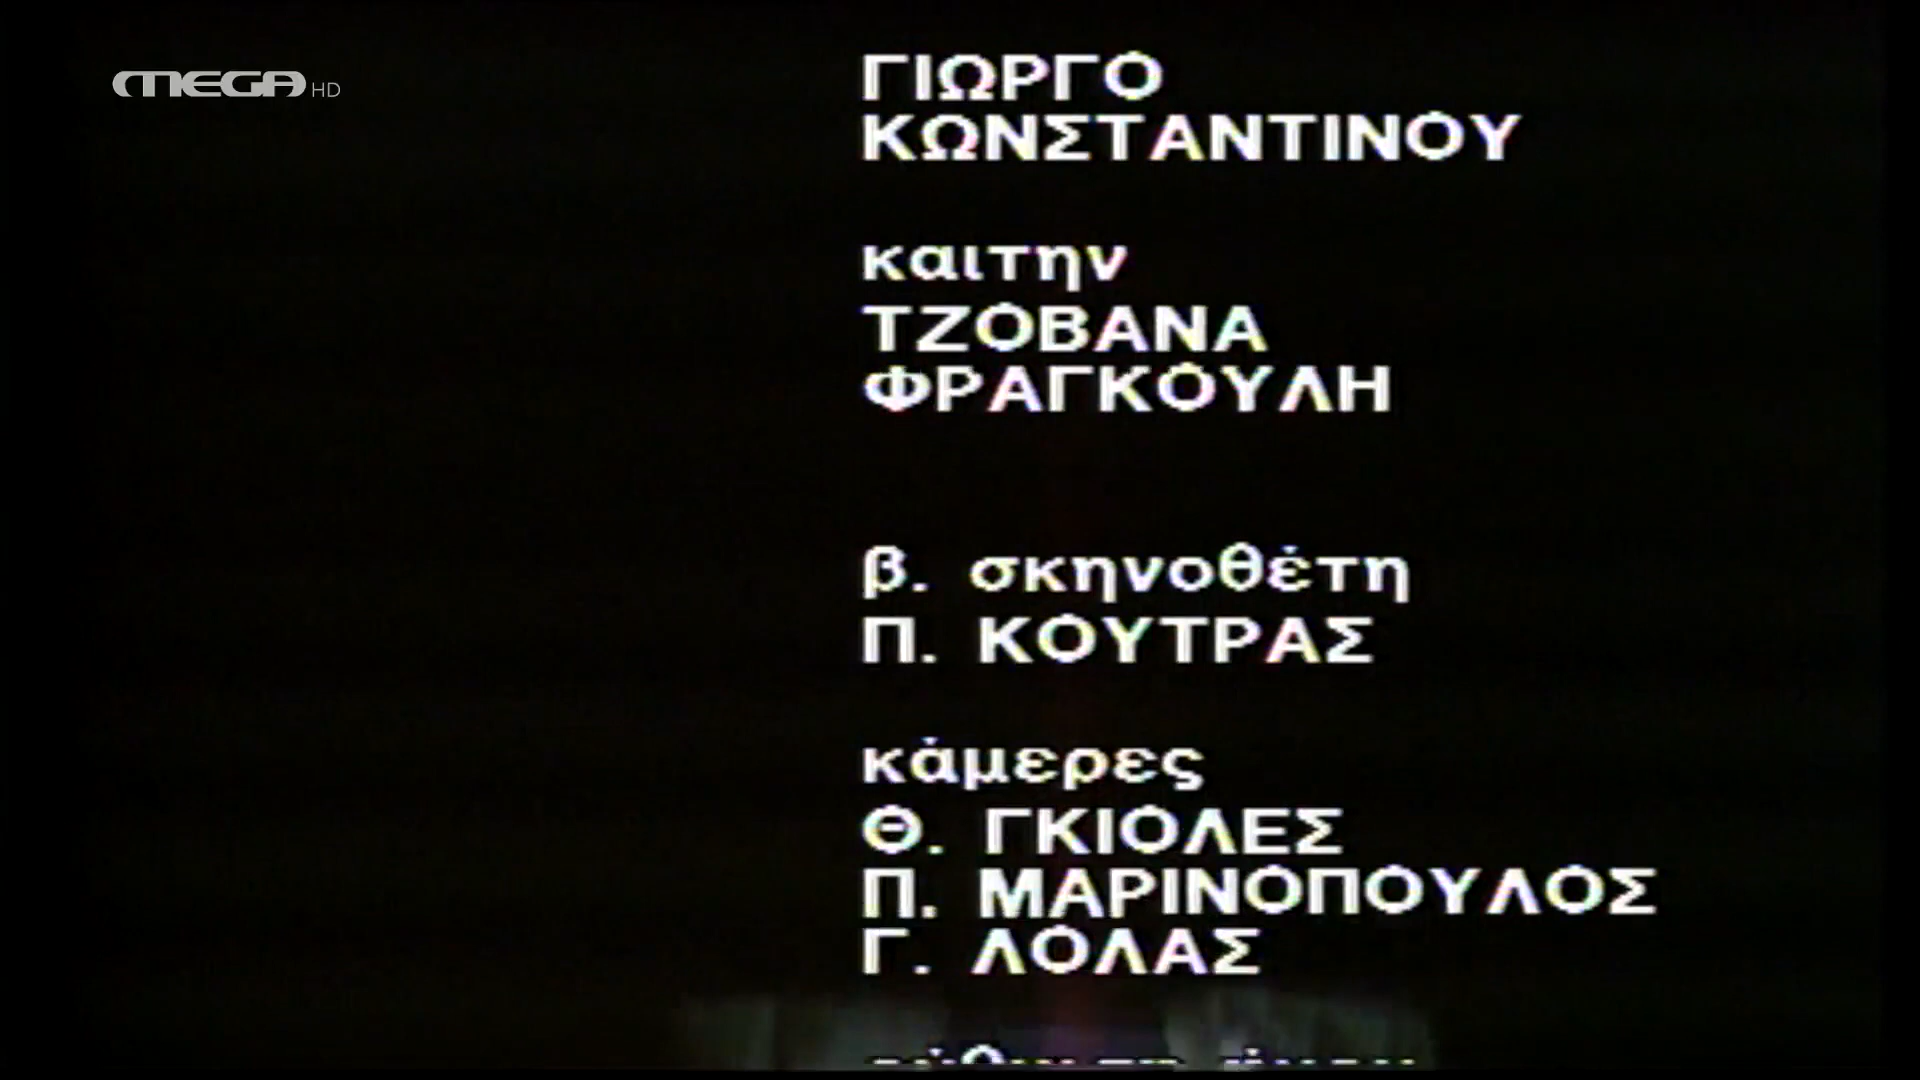 MEGA HD
ΓΙΩΡΓΟ
ΚΩΝΣΤΑΝΤΙΝΟΥ
καιτην
ΤΖΟΒΑΝΑ
ΦΡΑΓΚΟΥΛΗ
β. σκηνοθέτη
Π. ΚΟΥΤΡΑΣ
κάμερες
Θ. ΓΚΙΟΛΕΣ
Π. ΜΑΡΙΝΟΠΟΥΛΟΣ
Γ. ΛΟΛΑΣ